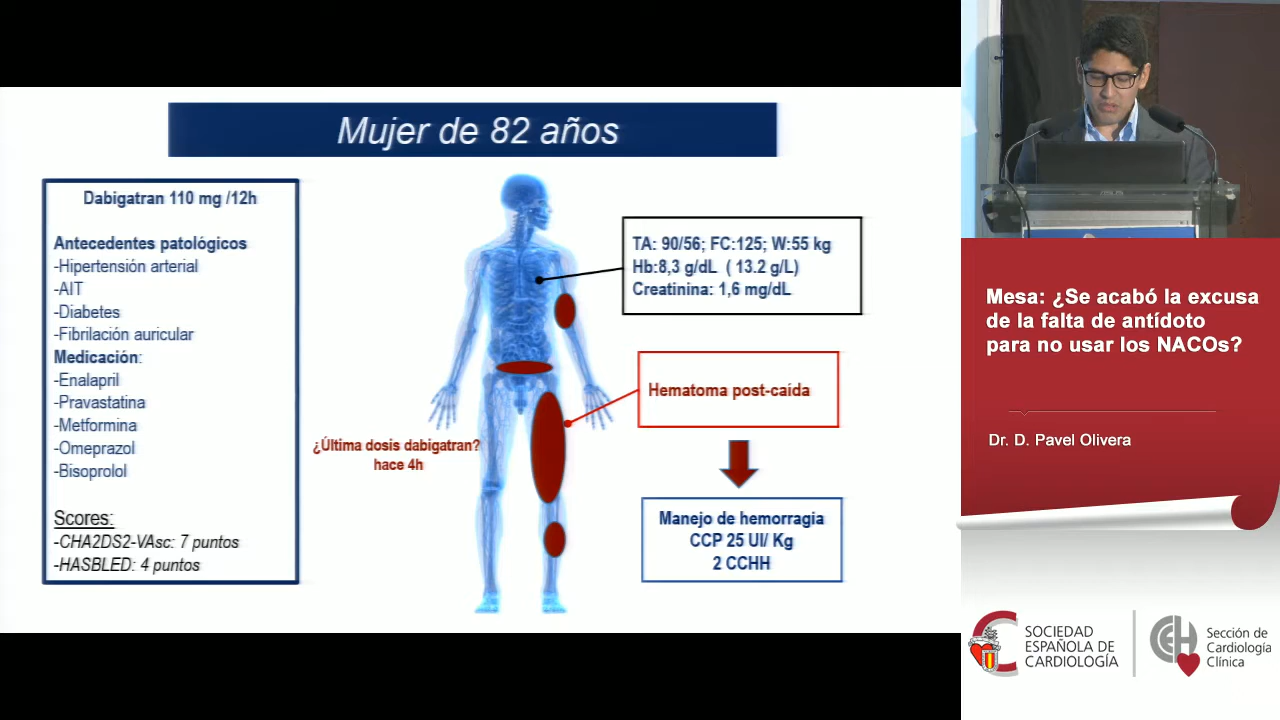 Mujer de 82 años
Dabigatran 110 mg /12h
Antecedentes patológicos
-Hipertensión arterial
-AIT
-Diabetes
-Fibrilación auricular
Medicación:
-Enalapril
-Pravastatina
-Metformina
-Omeprazol
-Bisoprolol
Scores:
-CHA2DS2-VAsc: 7 puntos
-HASBLED: 4 puntos
¿Última dosis dabigatran?
hace 4h
TA: 90/56; FC:125; W:55 kg
Hb:8,3 g/dL ( 13.2 g/L)
Creatinina: 1,6 mg/dL
Hematoma post-caída
Manejo de hemorragia
CCP 25 UI/ Kg
2 CCHH
Mesa: ¿Se acabó la excusa
de la falta de antídoto
para no usar los NACOs?
Dr. D. Pavel Olivera
SOCIEDAD
ESPAÑOLA DE
CARDIOLOGÍA
Sección de
Cardiología
Clínica